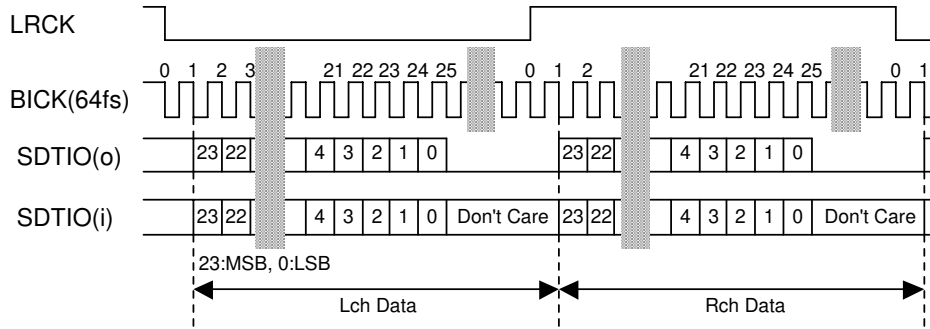 LRCK
0 1 2 3 21 22 23 24 25 0 1 2 21 22 23 24 25 0 1
BICK(64fs)
SDTIO(o) 23 22 4 3 2 1 0 23 22 4 3 2 1 0
SDTIO(i) 23 22 4 3 2 1 0 Don't Care 23 22 4 3 2 1 0 Don't Care
23:MSB, 0:LSB
Lch Data Rch Data